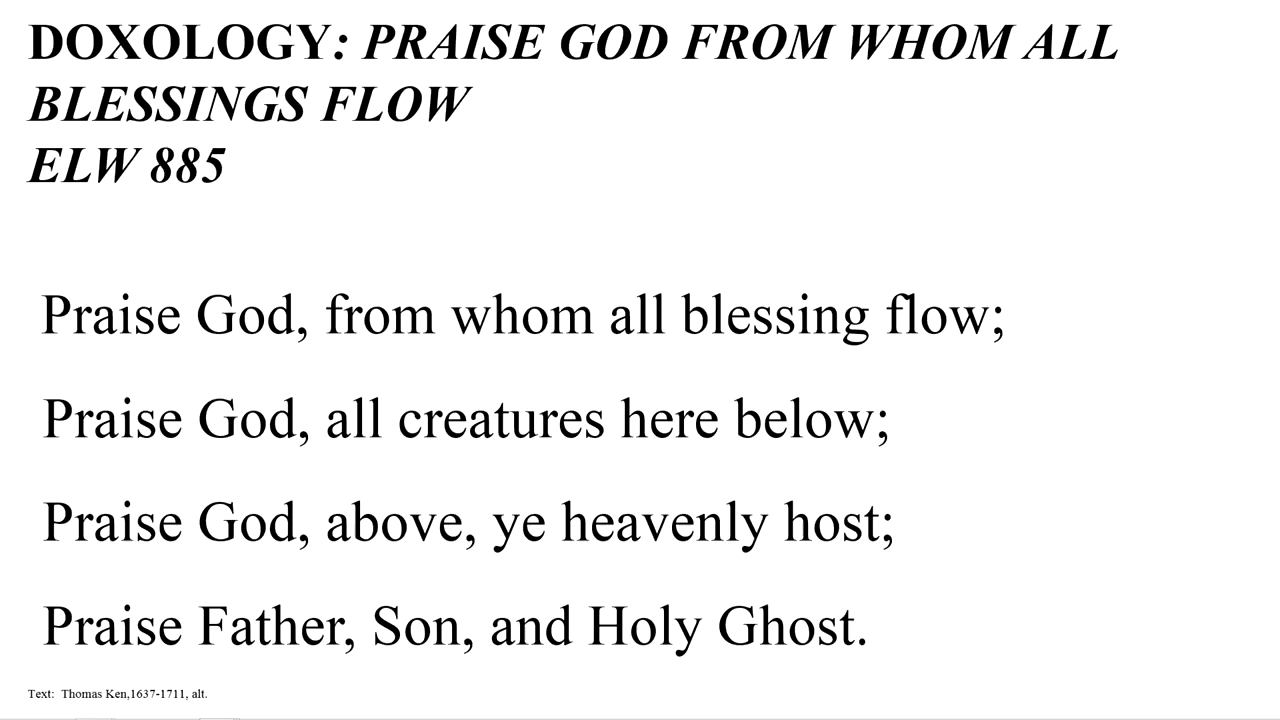 DOXOLOGY: PRAISE GOD FROM WHOM ALL
BLESSINGS FLOW
ELW 885
Praise God, from whom all blessing flow;
Praise God, all creatures here below;
Praise God, above, ye heavenly host;
Praise Father, Son, and Holy Ghost.
Text:  Thomas Ken,1637-1711, alt.